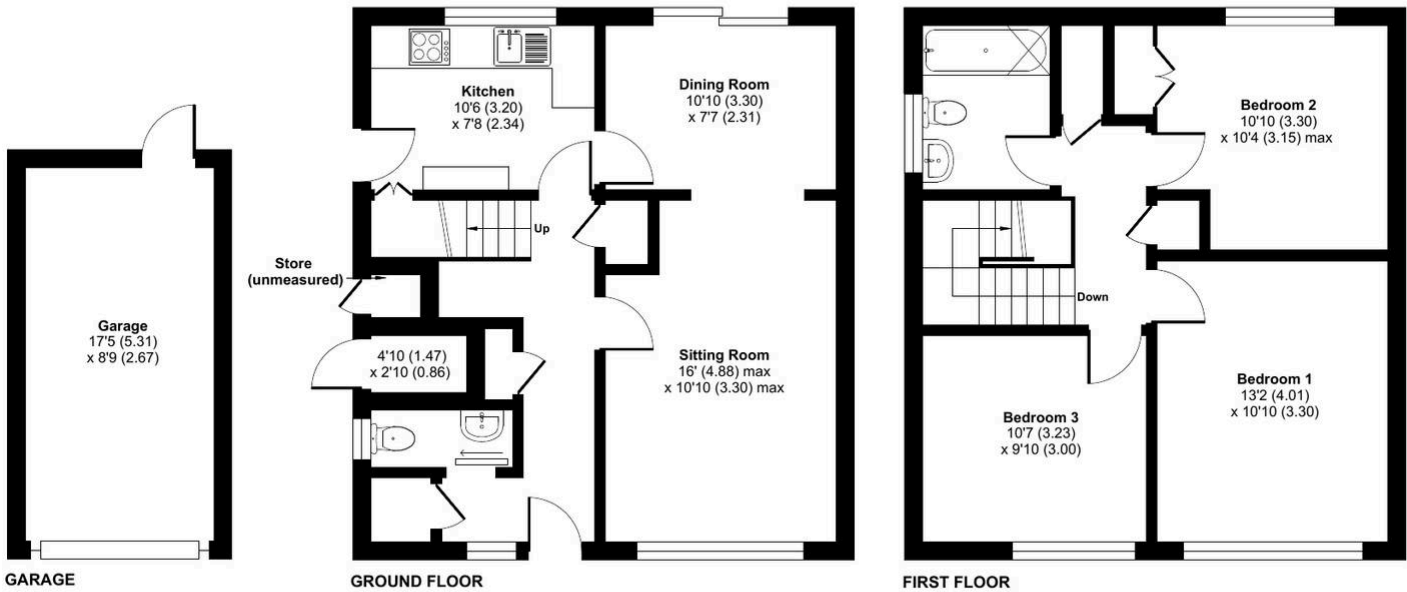 Garage
17'5 (5.31)
x 8'9 (2.67)
GARAGE
Kitchen
10'6 (3.20)
x 7'8 (2.34)
Dining Room
10'10 (3.30)
x 7'7 (2.31)
Up
Store
(unmeasured)
4'10 (1.47)
x 2'10 (0.86)
Sitting Room
16' (4.88) max
x 10'10 (3.30) max
GROUND FLOOR
Bedroom 2
10'10 (3.30)
x 10'4 (3.15) max
Down
Bedroom 3
10'7 (3.23)
x 9'10 (3.00)
Bedroom 1
13'2 (4.01)
x 10'10 (3.30)
FIRST FLOOR